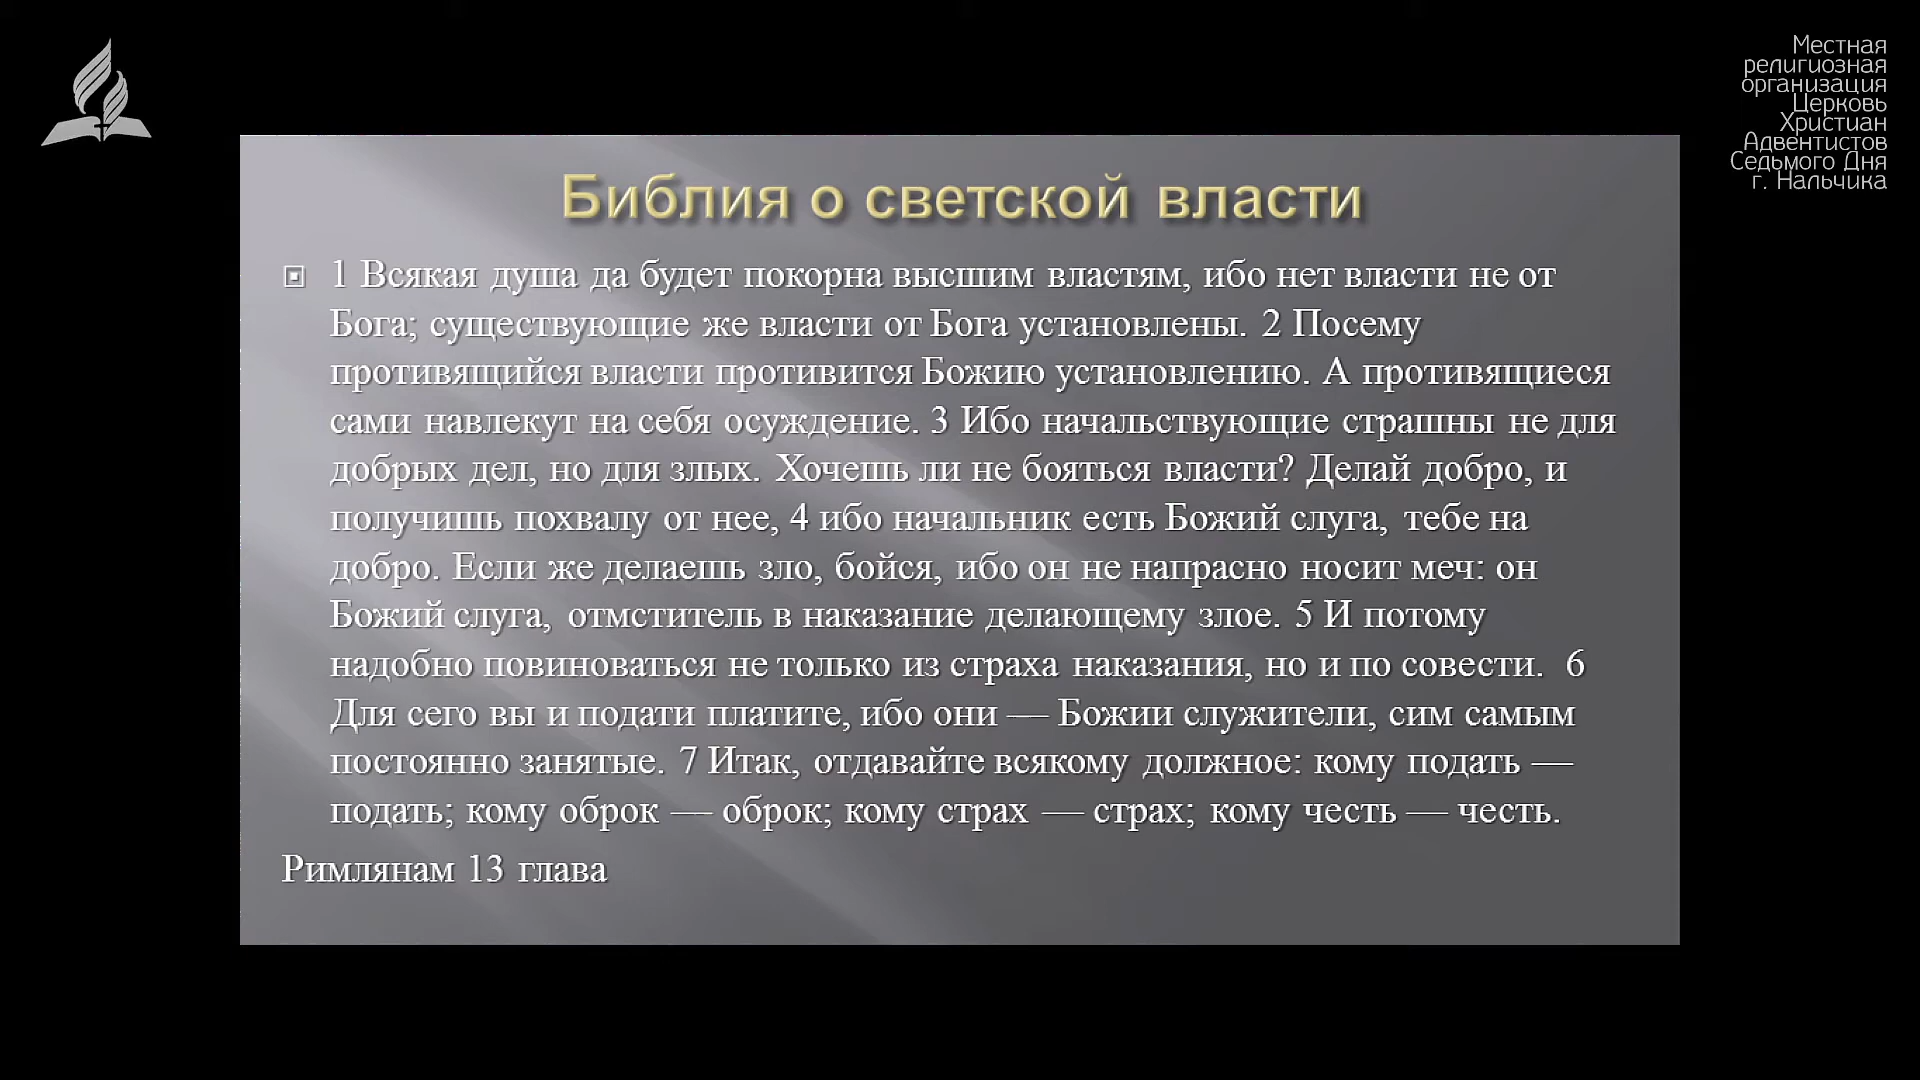 Местная
религиозная
организация
Церковь
Христиан
Адвентистов
Седьмого Дня
г. Нальчика
Библия о светской власти
1 Всякая душа да будет покорна высшим властям, ибо нет власти не от
Бога; существующие же власти от Бога установлены. 2 Посему
противящийся власти противится Божию установлению. А противящиеся
сами навлекут на себя осуждение. 3 Ибо начальствующие страшны не для
добрых дел, но для злых. Хочешь ли не бояться власти? Делай добро, и
получишь похвалу от нее, 4 ибо начальник есть Божий слуга, тебе на
добро. Если же делаешь зло, бойся, ибо он не напрасно носит меч: он
Божий слуга, отмститель в наказание делающему злое. 5 И потому
надобно повиноваться не только из страха наказания, но и по совести. 6
Для сего вы и подати платите, ибо они — Божии служители, сим самым
постоянно занятые. 7 Итак, отдавайте всякому должное: кому подать —
подать; кому оброк — оброк; кому страх — страх; кому честь — честь.
Римлянам 13 глава